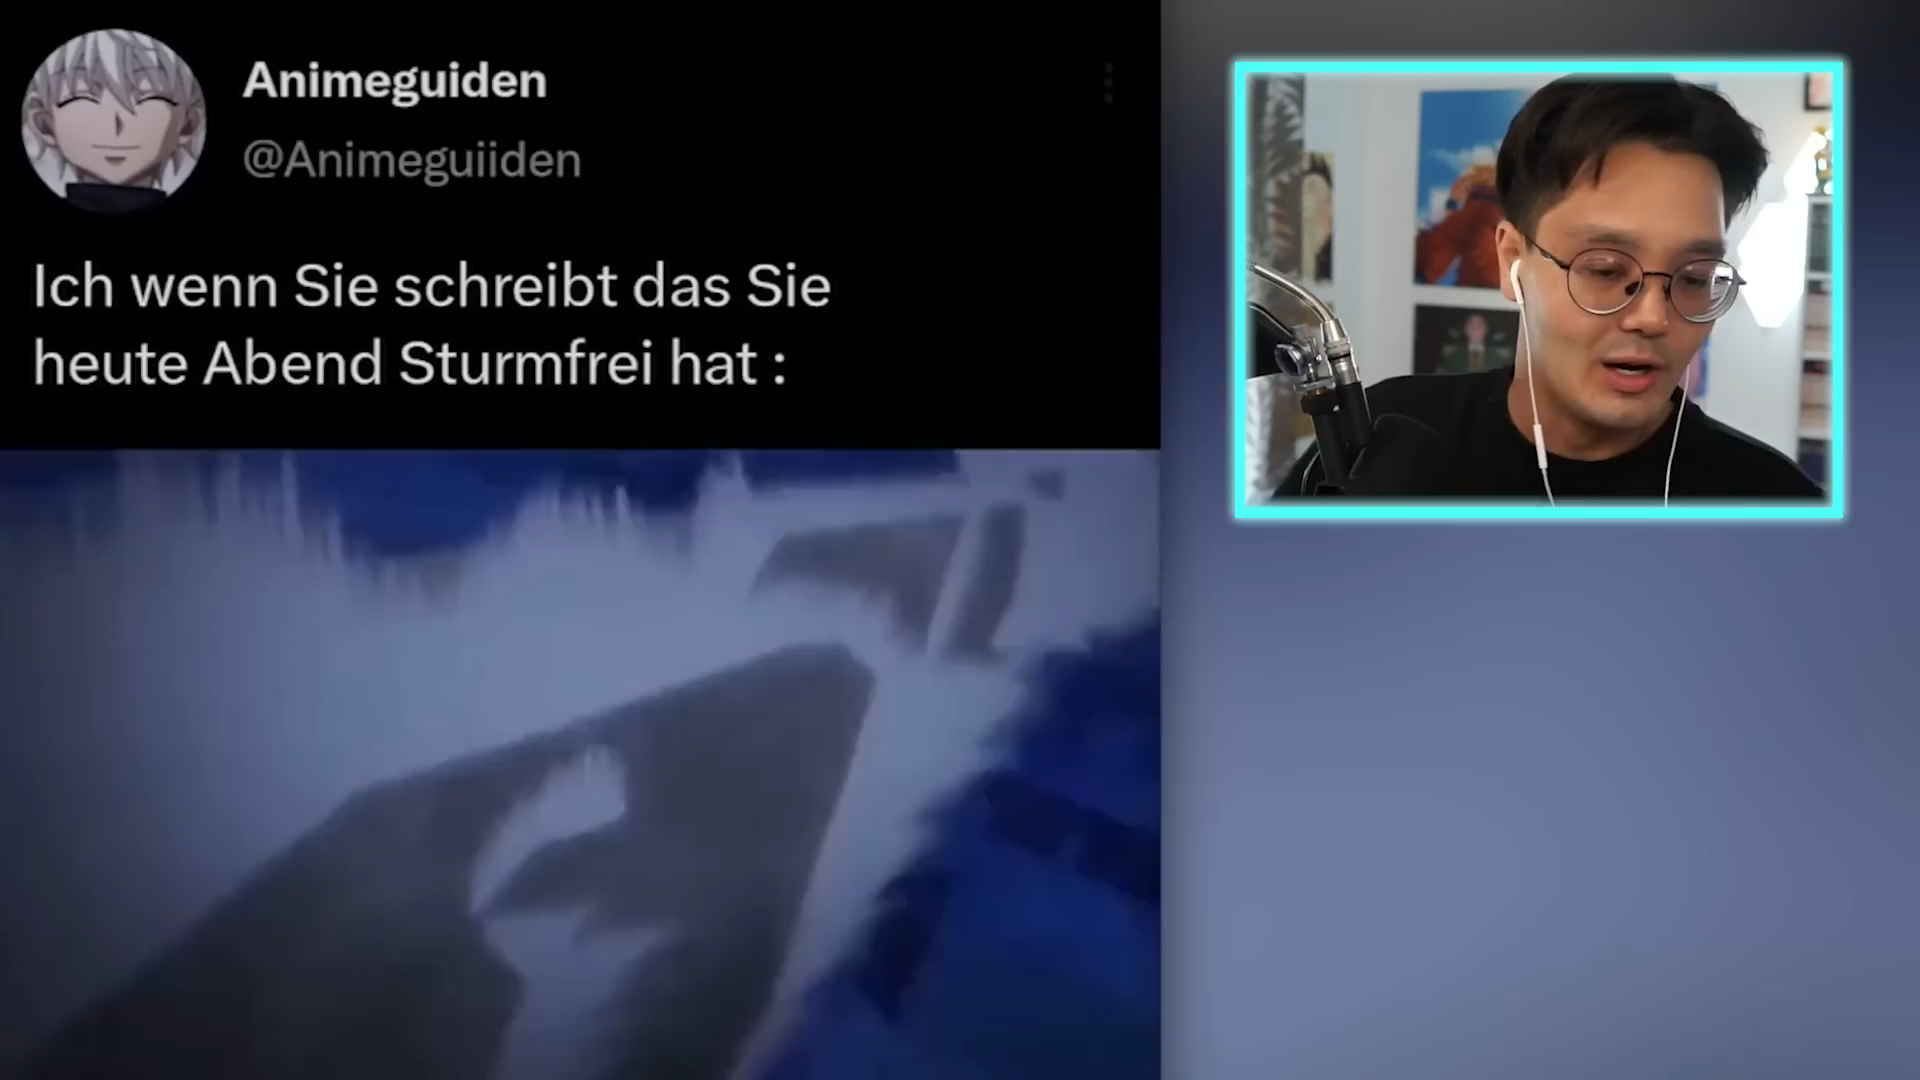 Animeguiden
@Animeguiiden
Ich wenn Sie schreibt das Sie
heute Abend Sturmfrei hat :